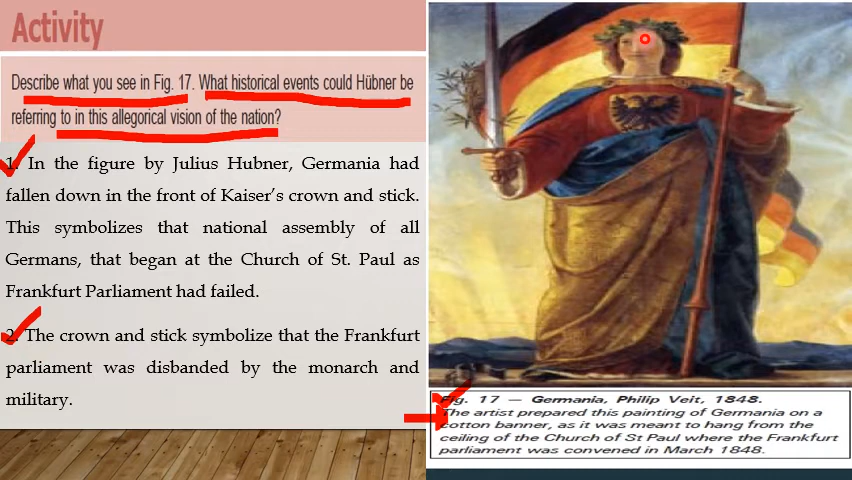 Activity
Describe what you see in Fig. 17. What historical events could Hübner be
referring to in this allegorical vision of the nation?
1. In the figure by Julius Hubner, Germania had
fallen down in the front of Kaiser's crown and stick.
This symbolizes that national assembly of all
Germans, that began at the Church of St. Paul as
Frankfurt Parliament had failed.
2. The crown and stick symbolize that the Frankfurt
parliament was disbanded by the monarch and
military.
Fig. 17 — Germania, Philip Veit, 1848.
The artist prepared this painting of Germania on a
cotton banner, as it was meant to hang from the
ceiling of the Church of St Paul where the Frankfurt
parliament was convened in March 1848.